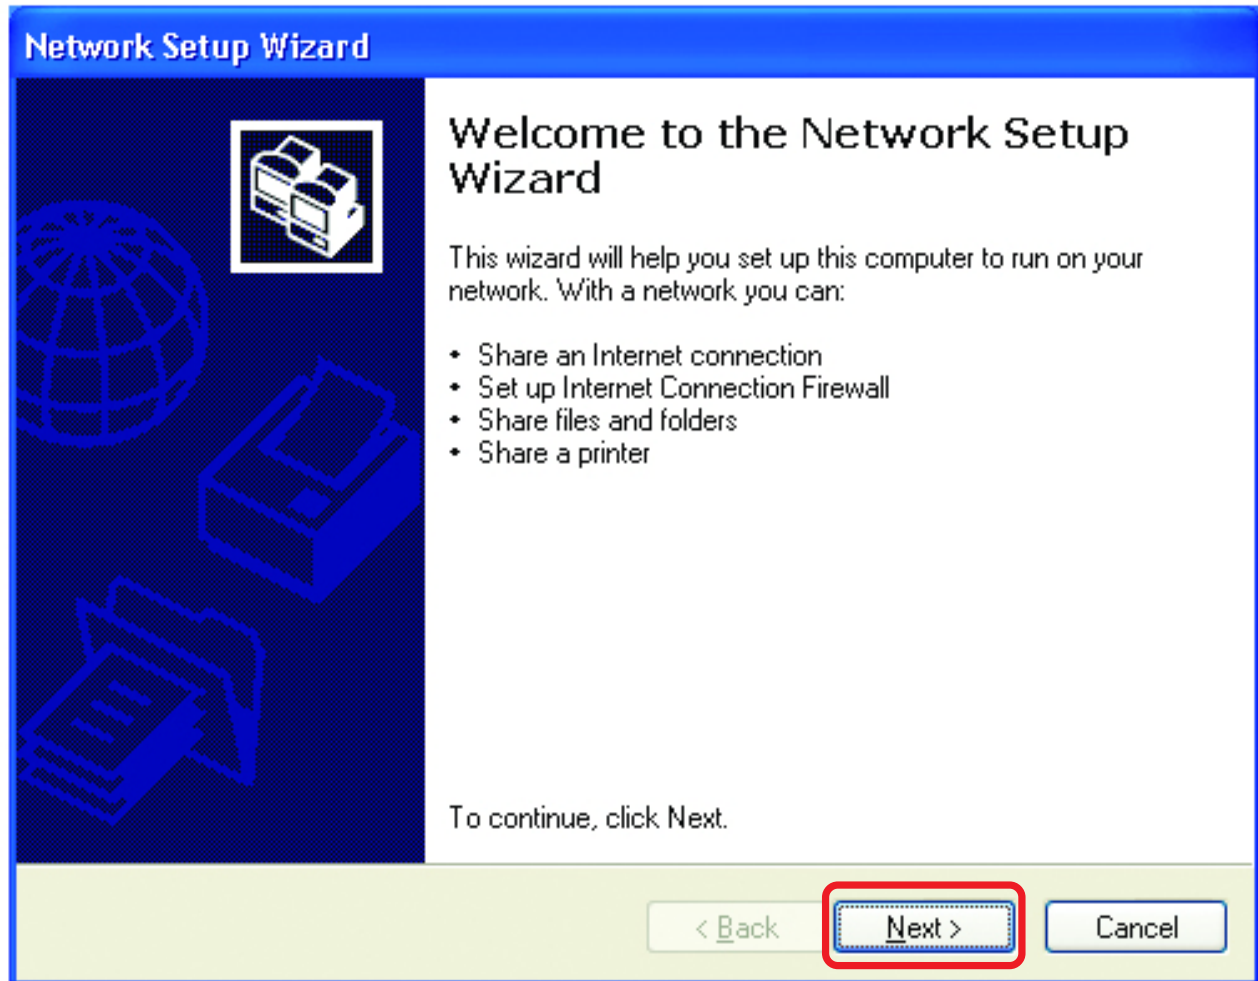 Network Setup Wizard
Welcome to the Network Setup
Wizard
This wizard will help you set up this computer to run on your
network. With a network you can:
• Share an Internet connection
• Set up Internet Connection Firewall
• Share files and folders
• Share a printer
To continue, click Next.
< Back Next > Cancel